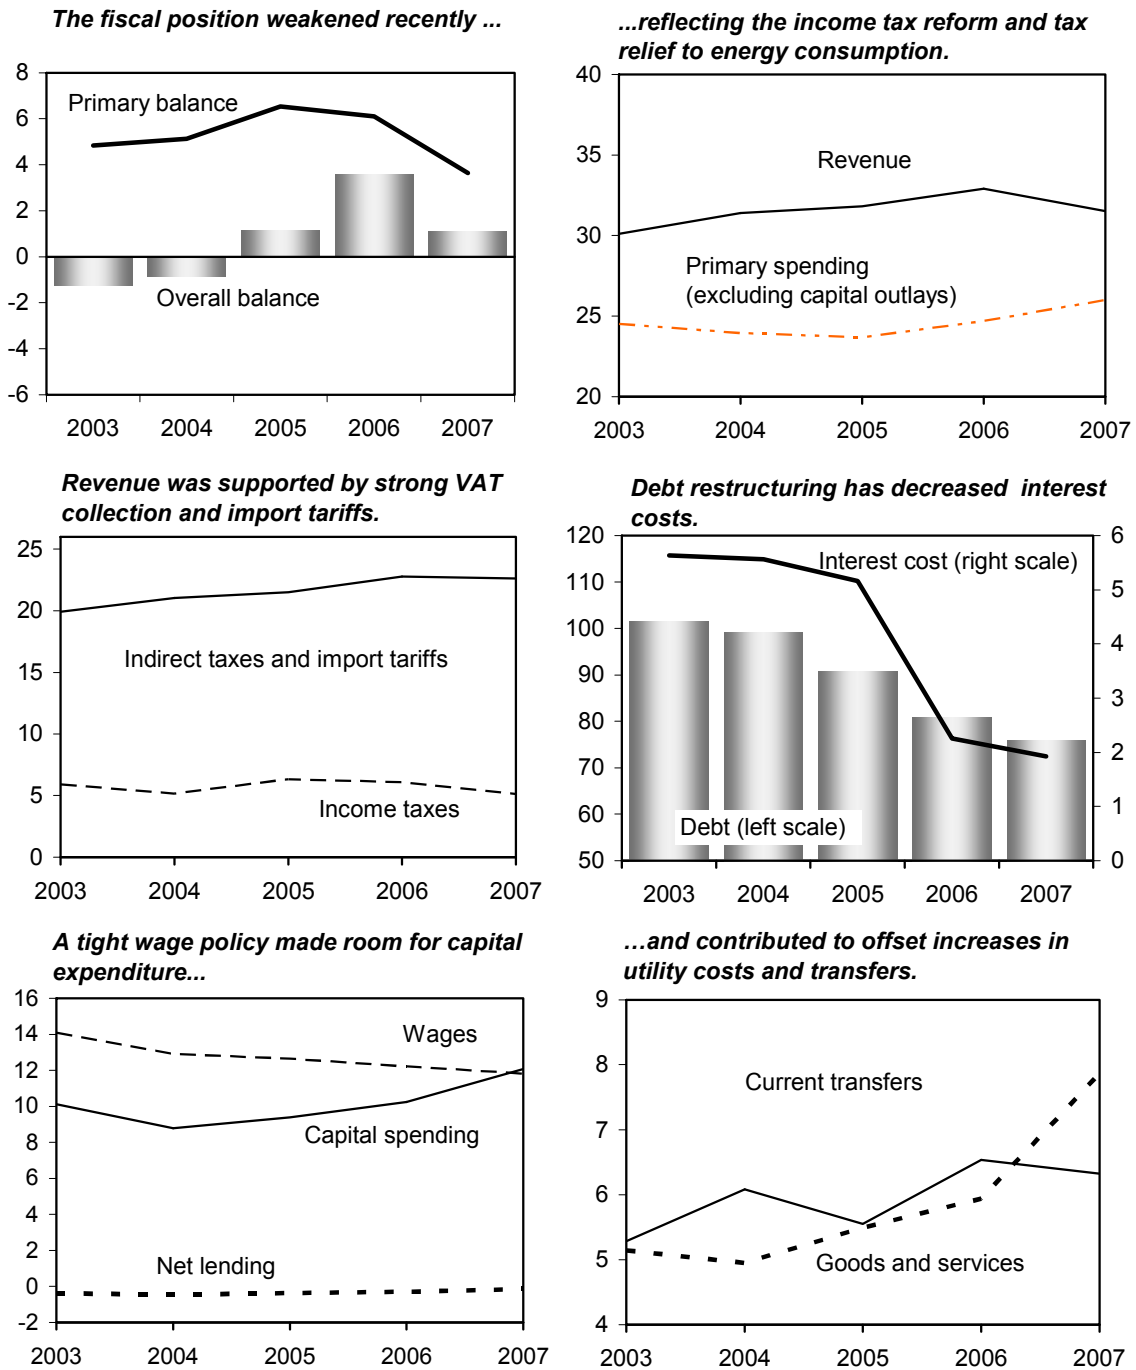 The fiscal position weakened recently ...
8
6
4
2
0
-2
-4
-6
Primary balance
Overall balance
2003 2004 2005 2006 2007
...reflecting the income tax reform and tax
relief to energy consumption.
40
35
30
25
20
Revenue
Primary spending
(excluding capital outlays)
2003 2004 2005 2006 2007
Revenue was supported by strong VAT
collection and import tariffs.
25
20
15
10
5
0
Indirect taxes and import tariffs
Income taxes
2003 2004 2005 2006 2007
Debt restructuring has decreased interest
costs.
120
110
100
90
80
70
60
50
Interest cost (right scale)
Debt (left scale)
6
5
4
3
2
1
0
2003 2004 2005 2006 2007
A tight wage policy made room for capital
expenditure...
16
14
12
10
8
6
4
2
0
-2
Wages
Capital spending
Net lending
2003 2004 2005 2006 2007
...and contributed to offset increases in
utility costs and transfers.
9
8
7
6
5
4
Current transfers
Goods and services
2003 2004 2005 2006 2007